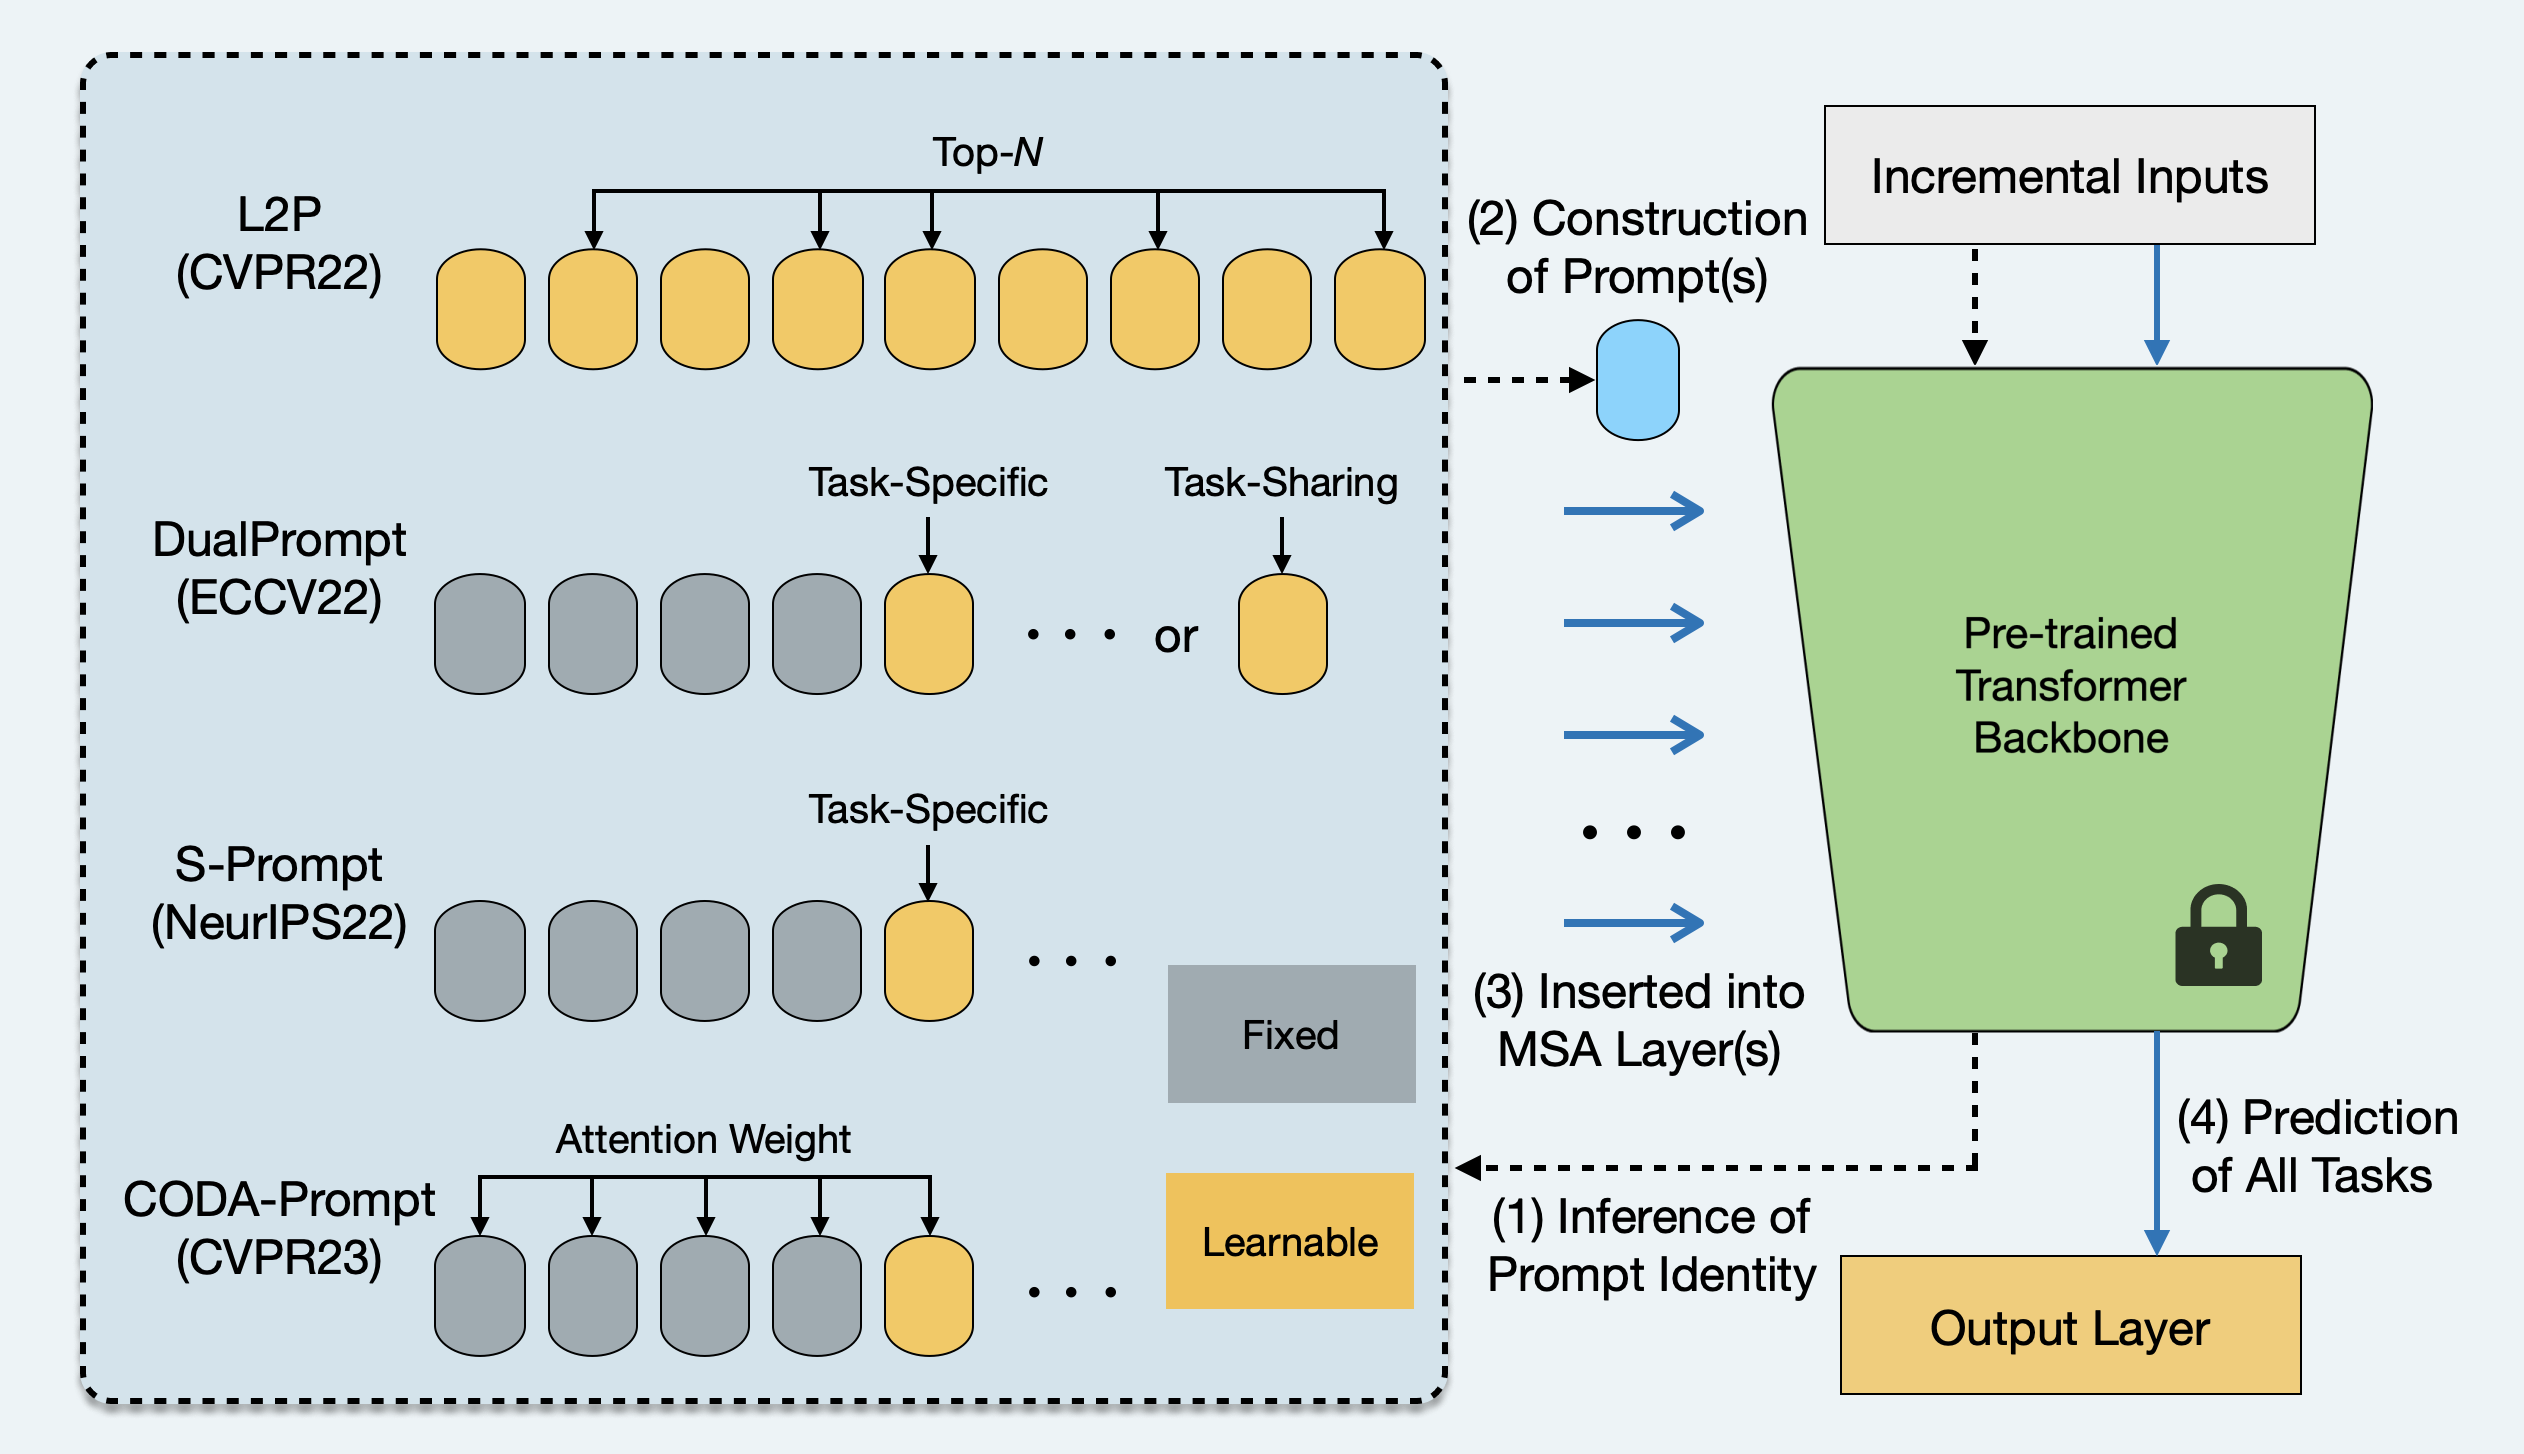 Top-N
L2P
(CVPR22)
Task-Specific
Task-Sharing
DualPrompt
(ECCV22)
or
Task-Specific
S-Prompt
(NeurIPS22)
Fixed
Attention Weight
CODA-Prompt
(CVPR23)
Learnable
(2) Construction
of Prompt(s)
(3) Inserted into
MSA Layer(s)
(1) Inference of
Prompt Identity
Incremental Inputs
Pre-trained
Transformer
Backbone
(4) Prediction
of All Tasks
Output Layer